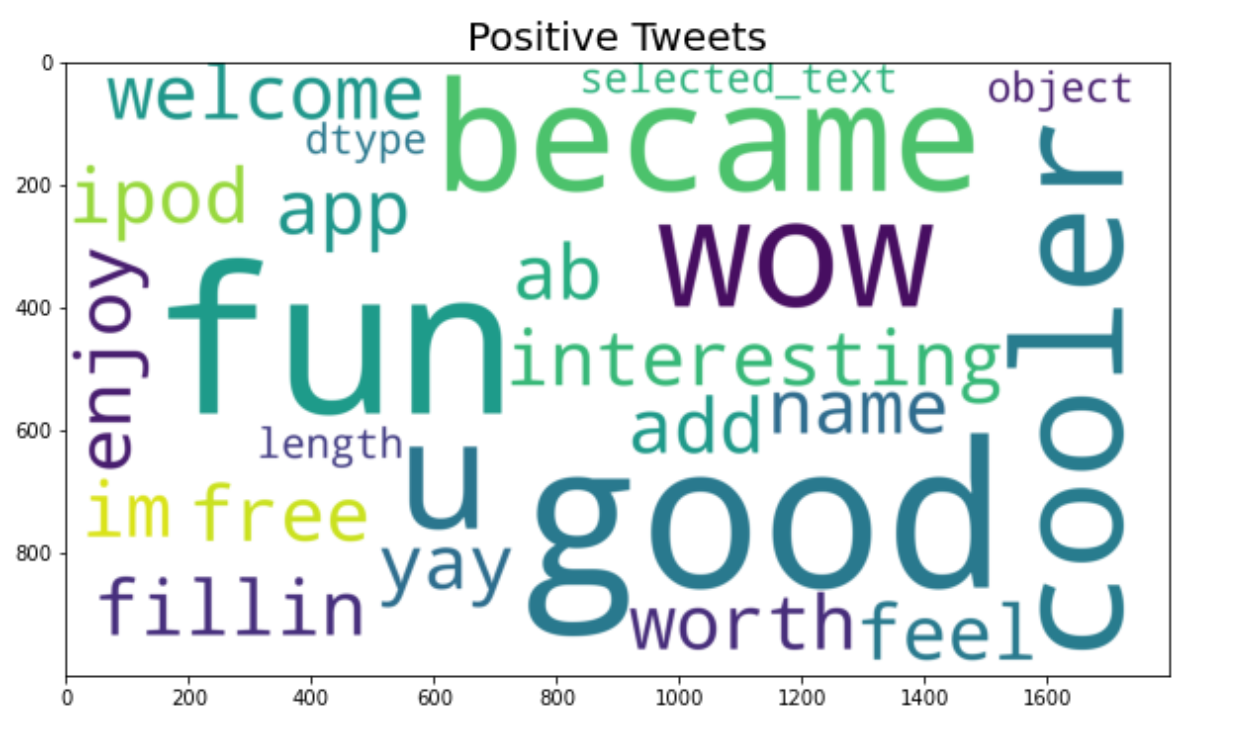 Positive Tweets
0
200
400
600
800
welcome
selected_text
object
dtype
became
ipod
app
cooler
enjoy
fun
ab
wow
interesting
add
name
length
u
good
im
free
yay
fillin
worth
feel
0 200 400 600 800 1000 1200 1400 1600